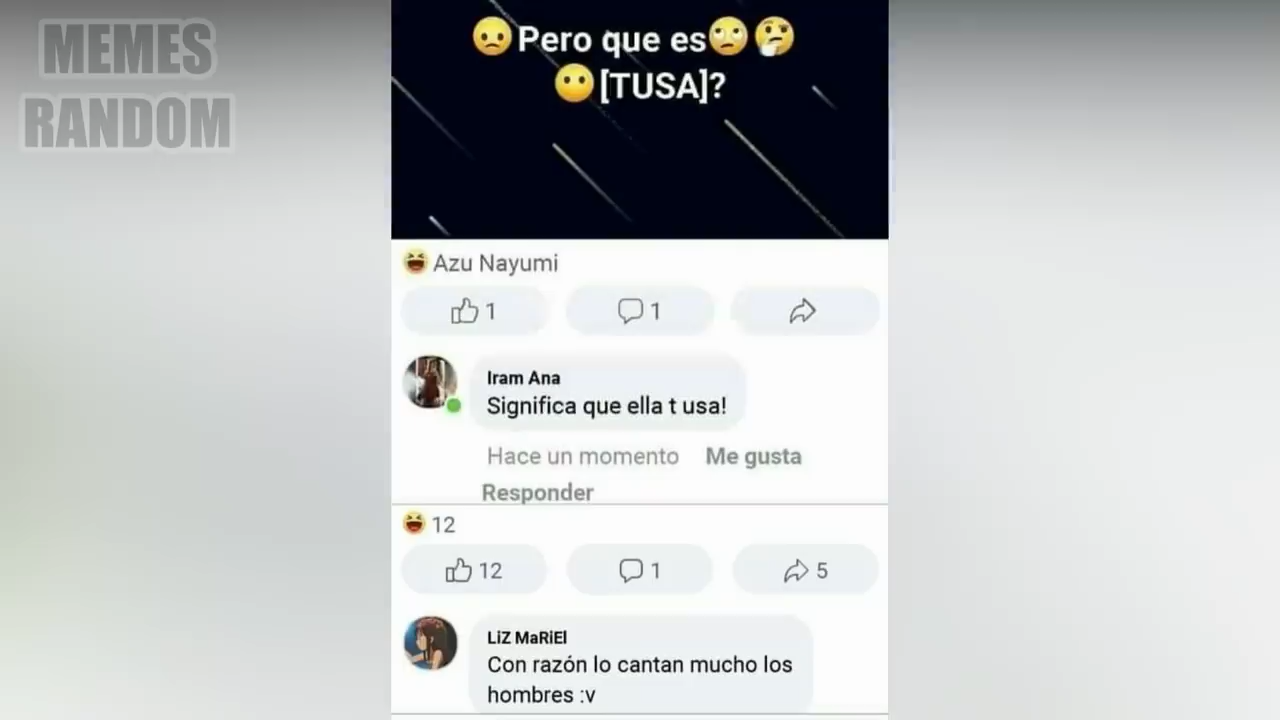 MEMES
RANDOM
😟Pero que es🙄🤔
😶[TUSA]?
😆 Azu Nayumi
1
1
Iram Ana
Significa que ella t usa!
Hace un momento Me gusta
Responder
😆 12
12
1
5
LiZ MaRiEl
Con razón lo cantan mucho los
hombres :v